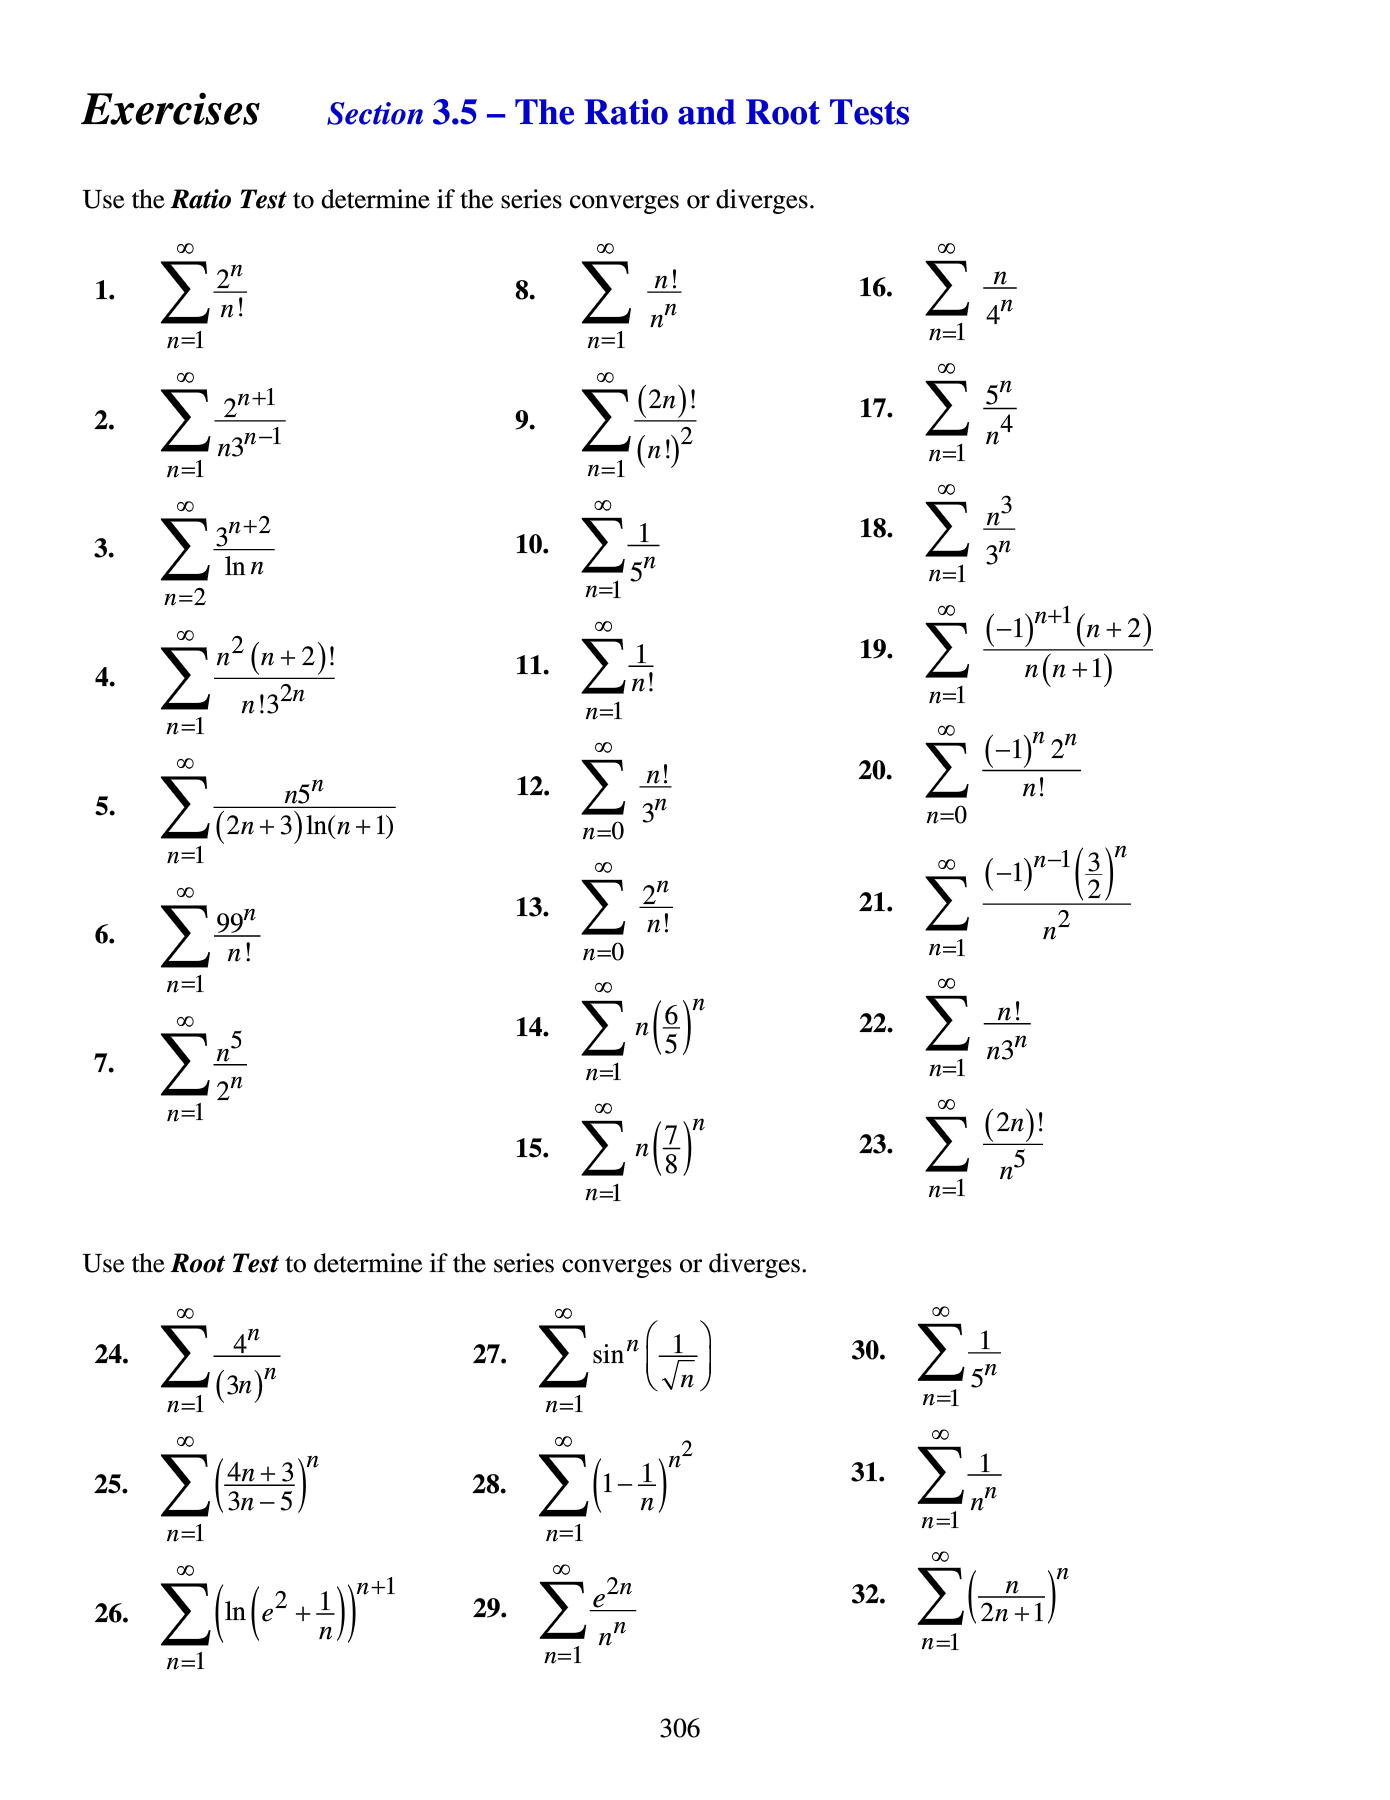 Exercises Section 3.5 – The Ratio and Root Tests
Use the Ratio Test to determine if the series converges or diverges.
1. $\sum_{n=1}^{\infty} \frac{2^n}{n!}$
2. $\sum_{n=1}^{\infty} \frac{2^{n+1}}{n3^{n-1}}$
3. $\sum_{n=2}^{\infty} \frac{3^{n+2}}{\ln n}$
4. $\sum_{n=1}^{\infty} \frac{n^2(n+2)!}{n!3^{2n}}$
5. $\sum_{n=1}^{\infty} \frac{n5^n}{(2n+3)\ln(n+1)}$
6. $\sum_{n=1}^{\infty} \frac{99^n}{n!}$
7. $\sum_{n=1}^{\infty} \frac{n^5}{2^n}$
8. $\sum_{n=1}^{\infty} \frac{n!}{n^n}$
9. $\sum_{n=1}^{\infty} \frac{(2n)!}{(n!)^2}$
10. $\sum_{n=1}^{\infty} \frac{1}{5^n}$
11. $\sum_{n=1}^{\infty} \frac{1}{n!}$
12. $\sum_{n=0}^{\infty} \frac{n!}{3^n}$
13. $\sum_{n=0}^{\infty} \frac{2^n}{n!}$
14. $\sum_{n=1}^{\infty} n\left(\frac{6}{5}\right)^n$
15. $\sum_{n=1}^{\infty} n\left(\frac{7}{8}\right)^n$
16. $\sum_{n=1}^{\infty} \frac{n}{4^n}$
17. $\sum_{n=1}^{\infty} \frac{5^n}{n^4}$
18. $\sum_{n=1}^{\infty} \frac{n^3}{3^n}$
19. $\sum_{n=1}^{\infty} \frac{(-1)^{n+1}(n+2)}{n(n+1)}$
20. $\sum_{n=0}^{\infty} \frac{(-1)^n 2^n}{n!}$
21. $\sum_{n=1}^{\infty} \frac{(-1)^{n-1}\left(\frac{3}{2}\right)^n}{n^2}$
22. $\sum_{n=1}^{\infty} \frac{n!}{n3^n}$
23. $\sum_{n=1}^{\infty} \frac{(2n)!}{n^5}$
Use the Root Test to determine if the series converges or diverges.
24. $\sum_{n=1}^{\infty} \frac{4^n}{(3n)^n}$
25. $\sum_{n=1}^{\infty} \left(\frac{4n+3}{3n-5}\right)^n$
26. $\sum_{n=1}^{\infty} \left(\ln\left(e^2+\frac{1}{n}\right)\right)^{n+1}$
27. $\sum_{n=1}^{\infty} \sin^n\left(\frac{1}{\sqrt{n}}\right)$
28. $\sum_{n=1}^{\infty} \left(1-\frac{1}{n}\right)^{n^2}$
29. $\sum_{n=1}^{\infty} \frac{e^{2n}}{n^n}$
30. $\sum_{n=1}^{\infty} \frac{1}{5^n}$
31. $\sum_{n=1}^{\infty} \frac{1}{n^n}$
32. $\sum_{n=1}^{\infty} \left(\frac{n}{2n+1}\right)^n$
306